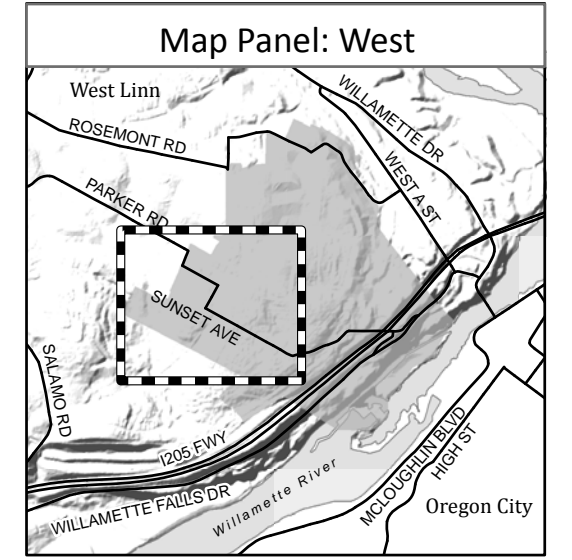 Map Panel: West
West Linn
WILLAMETTE DR
ROSEMONT RD
WEST A ST
PARKER RD
SUNSET AVE
SALAMO RD
I205 FWY
MCLOUGHLIN BLVD
HIGH ST
WILLAMETTE FALLS DR
Willamette River
Oregon City